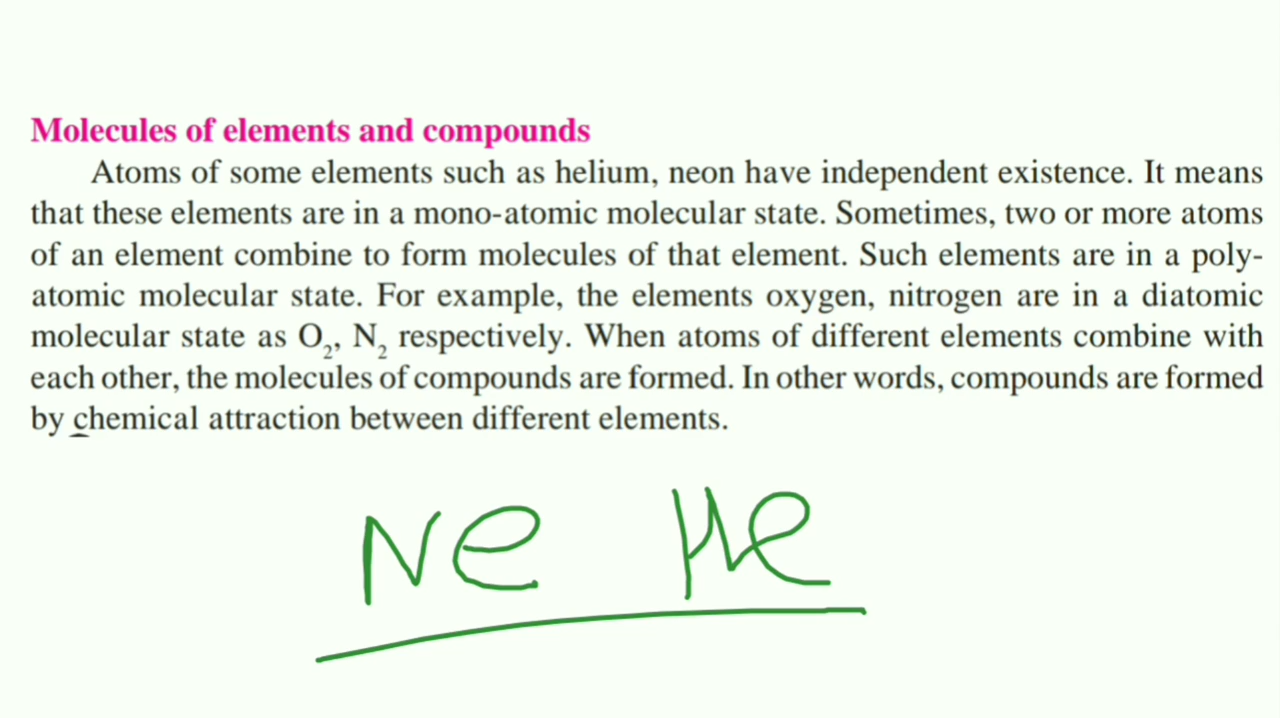 Molecules of elements and compounds
Atoms of some elements such as helium, neon have independent existence. It means
that these elements are in a mono-atomic molecular state. Sometimes, two or more atoms
of an element combine to form molecules of that element. Such elements are in a poly-
atomic molecular state. For example, the elements oxygen, nitrogen are in a diatomic
molecular state as O₂, N₂ respectively. When atoms of different elements combine with
each other, the molecules of compounds are formed. In other words, compounds are formed
by chemical attraction between different elements.
Ne He